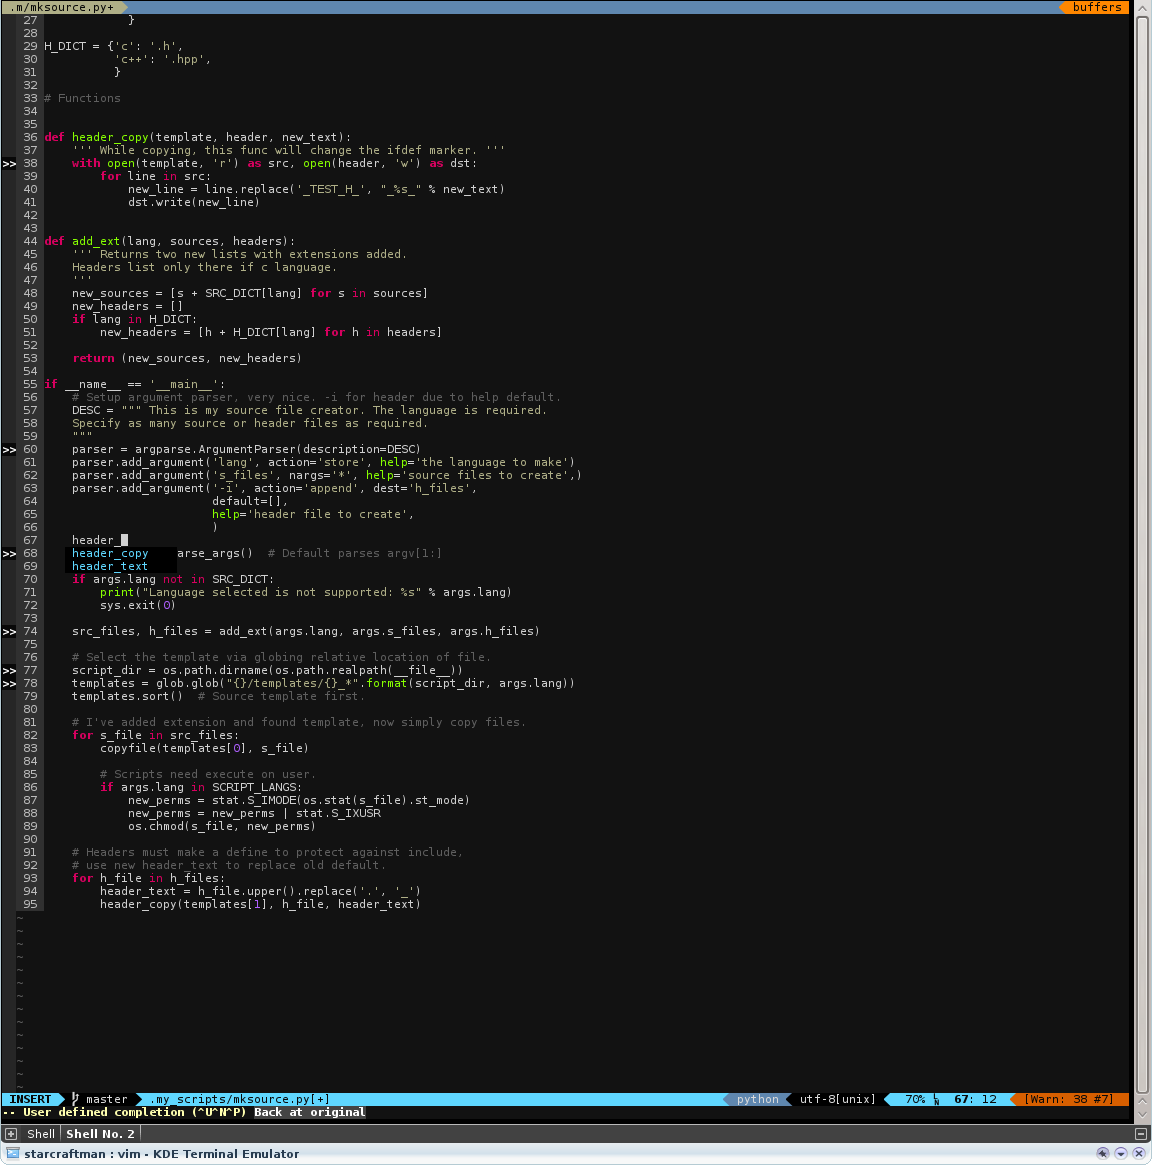 .m/mksource.py+ buffers
27             }
28
29 H_DICT = {'c': '.h',
30           'c++': '.hpp',
31           }
32
33 # Functions
34
35
36 def header_copy(template, header, new_text):
37     ''' While copying, this func will change the ifdef marker. '''
>> 38     with open(template, 'r') as src, open(header, 'w') as dst:
39         for line in src:
40             new_line = line.replace('_TEST_H_', "_%s_" % new_text)
41             dst.write(new_line)
42
43
44 def add_ext(lang, sources, headers):
45     ''' Returns two new lists with extensions added.
46     Headers list only there if c language.
47     '''
48     new_sources = [s + SRC_DICT[lang] for s in sources]
49     new_headers = []
50     if lang in H_DICT:
51         new_headers = [h + H_DICT[lang] for h in headers]
52
53     return (new_sources, new_headers)
54
55 if __name__ == '__main__':
56     # Setup argument parser, very nice. -i for header due to help default.
57     DESC = """ This is my source file creator. The language is required.
58     Specify as many source or header files as required.
59     """
>> 60     parser = argparse.ArgumentParser(description=DESC)
61     parser.add_argument('lang', action='store', help='the language to make')
62     parser.add_argument('s_files', nargs='*', help='source files to create',)
63     parser.add_argument('-i', action='append', dest='h_files',
64                         default=[],
65                         help='header file to create',
66                         )
67     header_
>> 68     header_copy    arse_args()  # Default parses argv[1:]
69     header_text
70     if args.lang not in SRC_DICT:
71         print("Language selected is not supported: %s" % args.lang)
72         sys.exit(0)
73
>> 74     src_files, h_files = add_ext(args.lang, args.s_files, args.h_files)
75
76     # Select the template via globing relative location of file.
>> 77     script_dir = os.path.dirname(os.path.realpath(__file__))
>> 78     templates = glob.glob("{}/templates/{}_*".format(script_dir, args.lang))
79     templates.sort()  # Source template first.
80
81     # I've added extension and found template, now simply copy files.
82     for s_file in src_files:
83         copyfile(templates[0], s_file)
84
85         # Scripts need execute on user.
86         if args.lang in SCRIPT_LANGS:
87             new_perms = stat.S_IMODE(os.stat(s_file).st_mode)
88             new_perms = new_perms | stat.S_IXUSR
89             os.chmod(s_file, new_perms)
90
91     # Headers must make a define to protect against include,
92     # use new header_text to replace old default.
93     for h_file in h_files:
94         header_text = h_file.upper().replace('.', '_')
95         header_copy(templates[1], h_file, header_text)
~
~
~
~
~
~
~
~
~
~
~
~
~
~
INSERT master .my_scripts/mksource.py[+] python utf-8[unix] 70% 67: 12 [Warn: 38 #7]
-- User defined completion (^U^N^P) Back at original
Shell Shell No. 2
starcraftman : vim - KDE Terminal Emulator